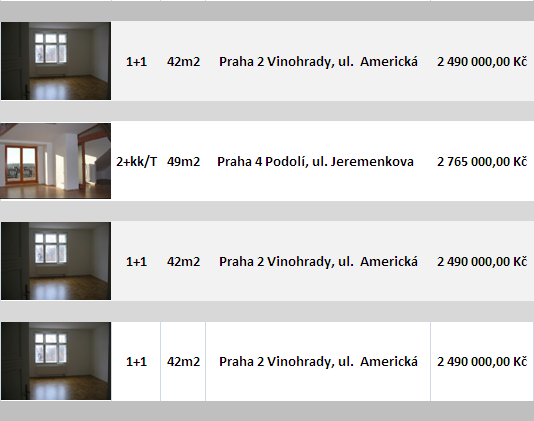 1+1 42m2 Praha 2 Vinohrady, ul. Americká 2 490 000,00 Kč
2+kk/T 49m2 Praha 4 Podolí, ul. Jeremenkova 2 765 000,00 Kč
1+1 42m2 Praha 2 Vinohrady, ul. Americká 2 490 000,00 Kč
1+1 42m2 Praha 2 Vinohrady, ul. Americká 2 490 000,00 Kč